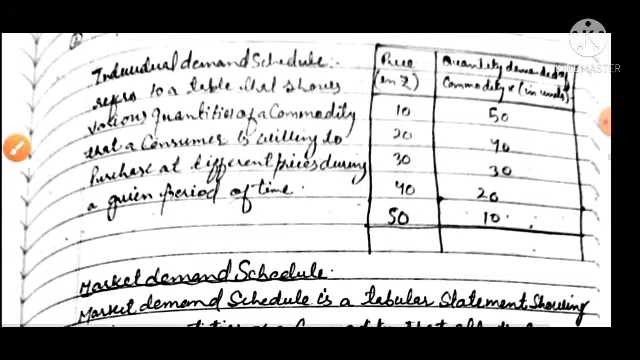 Individual demand Schedule:-
refers to a table that shows
various quantities of a Commodity
that a Consumer is willing to
Purchase at different prices during
a given period of time.
Price
(in ₹)
Quantity demanded of
Commodity x (in units)
10 50
20 40
30 30
40 20
50 10
Market demand Schedule
Market demand Schedule is a tabular Statement Showing
KINEMASTER